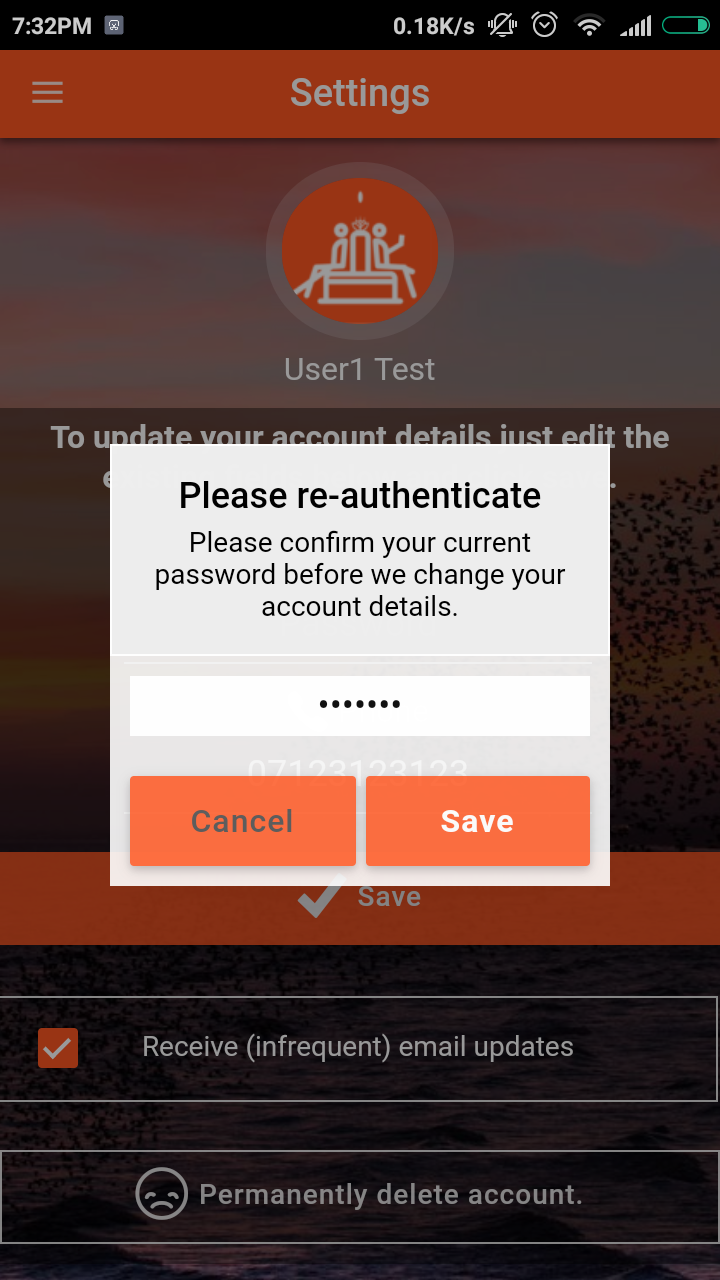 7:32PM
0.18K/s
Settings
User1 Test
To update your account details just edit the
Please re-authenticate
Please confirm your current
password before we change your
account details.
•••••••
07123123123
Cancel
Save
Save
Receive (infrequent) email updates
Permanently delete account.